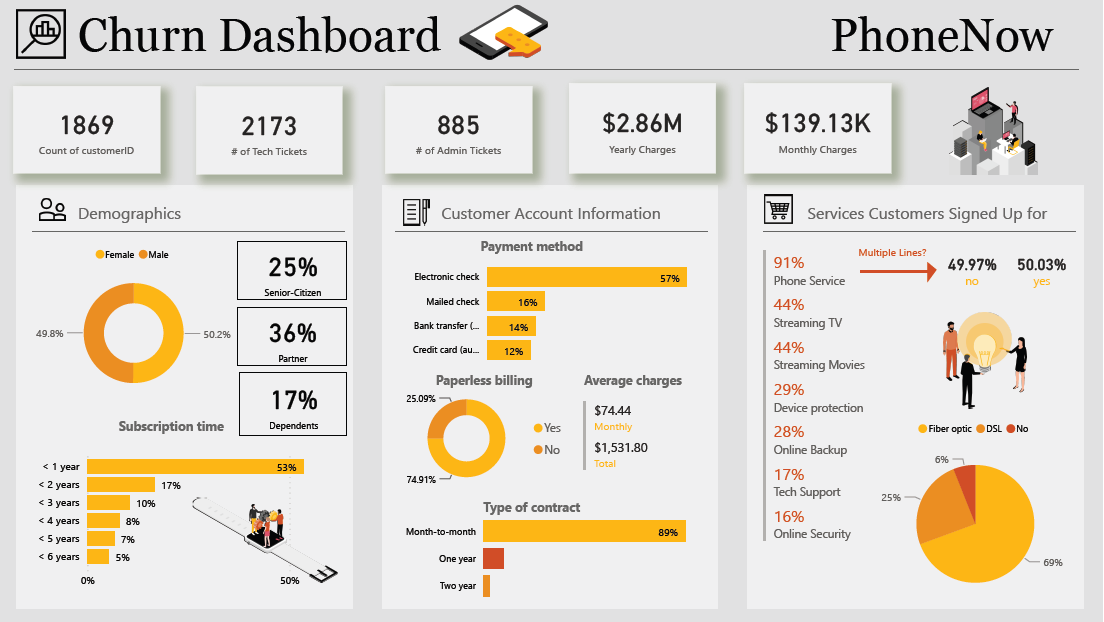 Churn Dashboard
PhoneNow
1869
Count of customerID
2173
# of Tech Tickets
885
# of Admin Tickets
$2.86M
Yearly Charges
$139.13K
Monthly Charges
Demographics
Female Male
49.8%
50.2%
25%
Senior-Citizen
36%
Partner
17%
Dependents
Subscription time
< 1 year 53%
< 2 years 17%
< 3 years 10%
< 4 years 8%
< 5 years 7%
< 6 years 5%
0% 50%
Customer Account Information
Payment method
Electronic check 57%
Mailed check 16%
Bank transfer (... 14%
Credit card (au... 12%
Paperless billing
25.09%
74.91%
Yes
No
Average charges
$74.44
Monthly
$1,531.80
Total
Type of contract
Month-to-month 89%
One year
Two year
Services Customers Signed Up for
91%
Phone Service
44%
Streaming TV
44%
Streaming Movies
29%
Device protection
28%
Online Backup
17%
Tech Support
16%
Online Security
Multiple Lines?
49.97% 50.03%
no yes
Fiber optic DSL No
6%
25%
69%